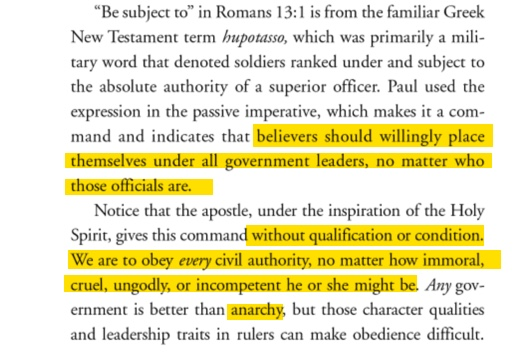 “Be subject to” in Romans 13:1 is from the familiar Greek
New Testament term hupotasso, which was primarily a mili-
tary word that denoted soldiers ranked under and subject to
the absolute authority of a superior officer. Paul used the
expression in the passive imperative, which makes it a com-
mand and indicates that believers should willingly place
themselves under all government leaders, no matter who
those officials are.
Notice that the apostle, under the inspiration of the Holy
Spirit, gives this command without qualification or condition.
We are to obey every civil authority, no matter how immoral,
cruel, ungodly, or incompetent he or she might be. Any gov-
ernment is better than anarchy, but those character qualities
and leadership traits in rulers can make obedience difficult.